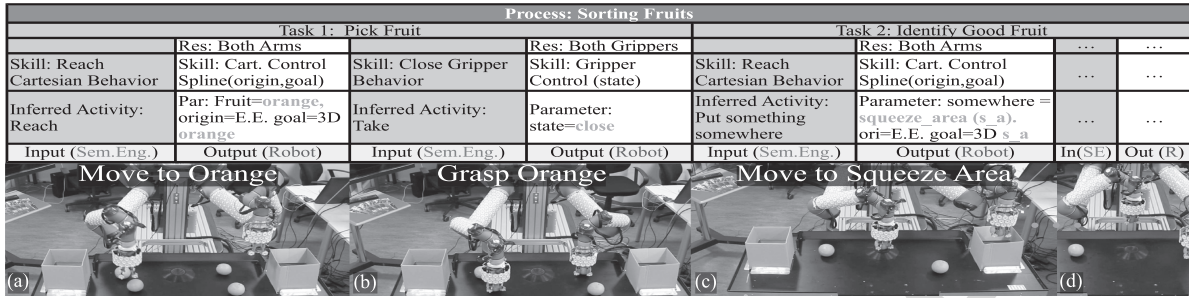 Process: Sorting Fruits
Task 1: Pick Fruit
Task 2: Identify Good Fruit
Res: Both Arms
Res: Both Grippers
Res: Both Arms
...
...
Skill: Reach
Cartesian Behavior
Skill: Cart. Control
Spline(origin,goal)
Skill: Close Gripper
Behavior
Skill: Gripper
Control (state)
Skill: Reach
Cartesian Behavior
Skill: Cart. Control
Spline(origin,goal)
...
...
Inferred Activity:
Reach
Par: Fruit=orange,
origin=E.E. goal=3D
orange
Inferred Activity:
Take
Parameter:
state=close
Inferred Activity:
Put something
somewhere
Parameter: somewhere =
squeeze_area (s_a).
ori=E.E. goal=3D s_a
...
...
Input (Sem.Eng.)
Output (Robot)
Input (Sem.Eng.)
Output (Robot)
Input (Sem.Eng.)
Output (Robot)
In(SE)
Out (R)
Move to Orange
Grasp Orange
Move to Squeeze Area
(a)
(b)
(c)
(d)